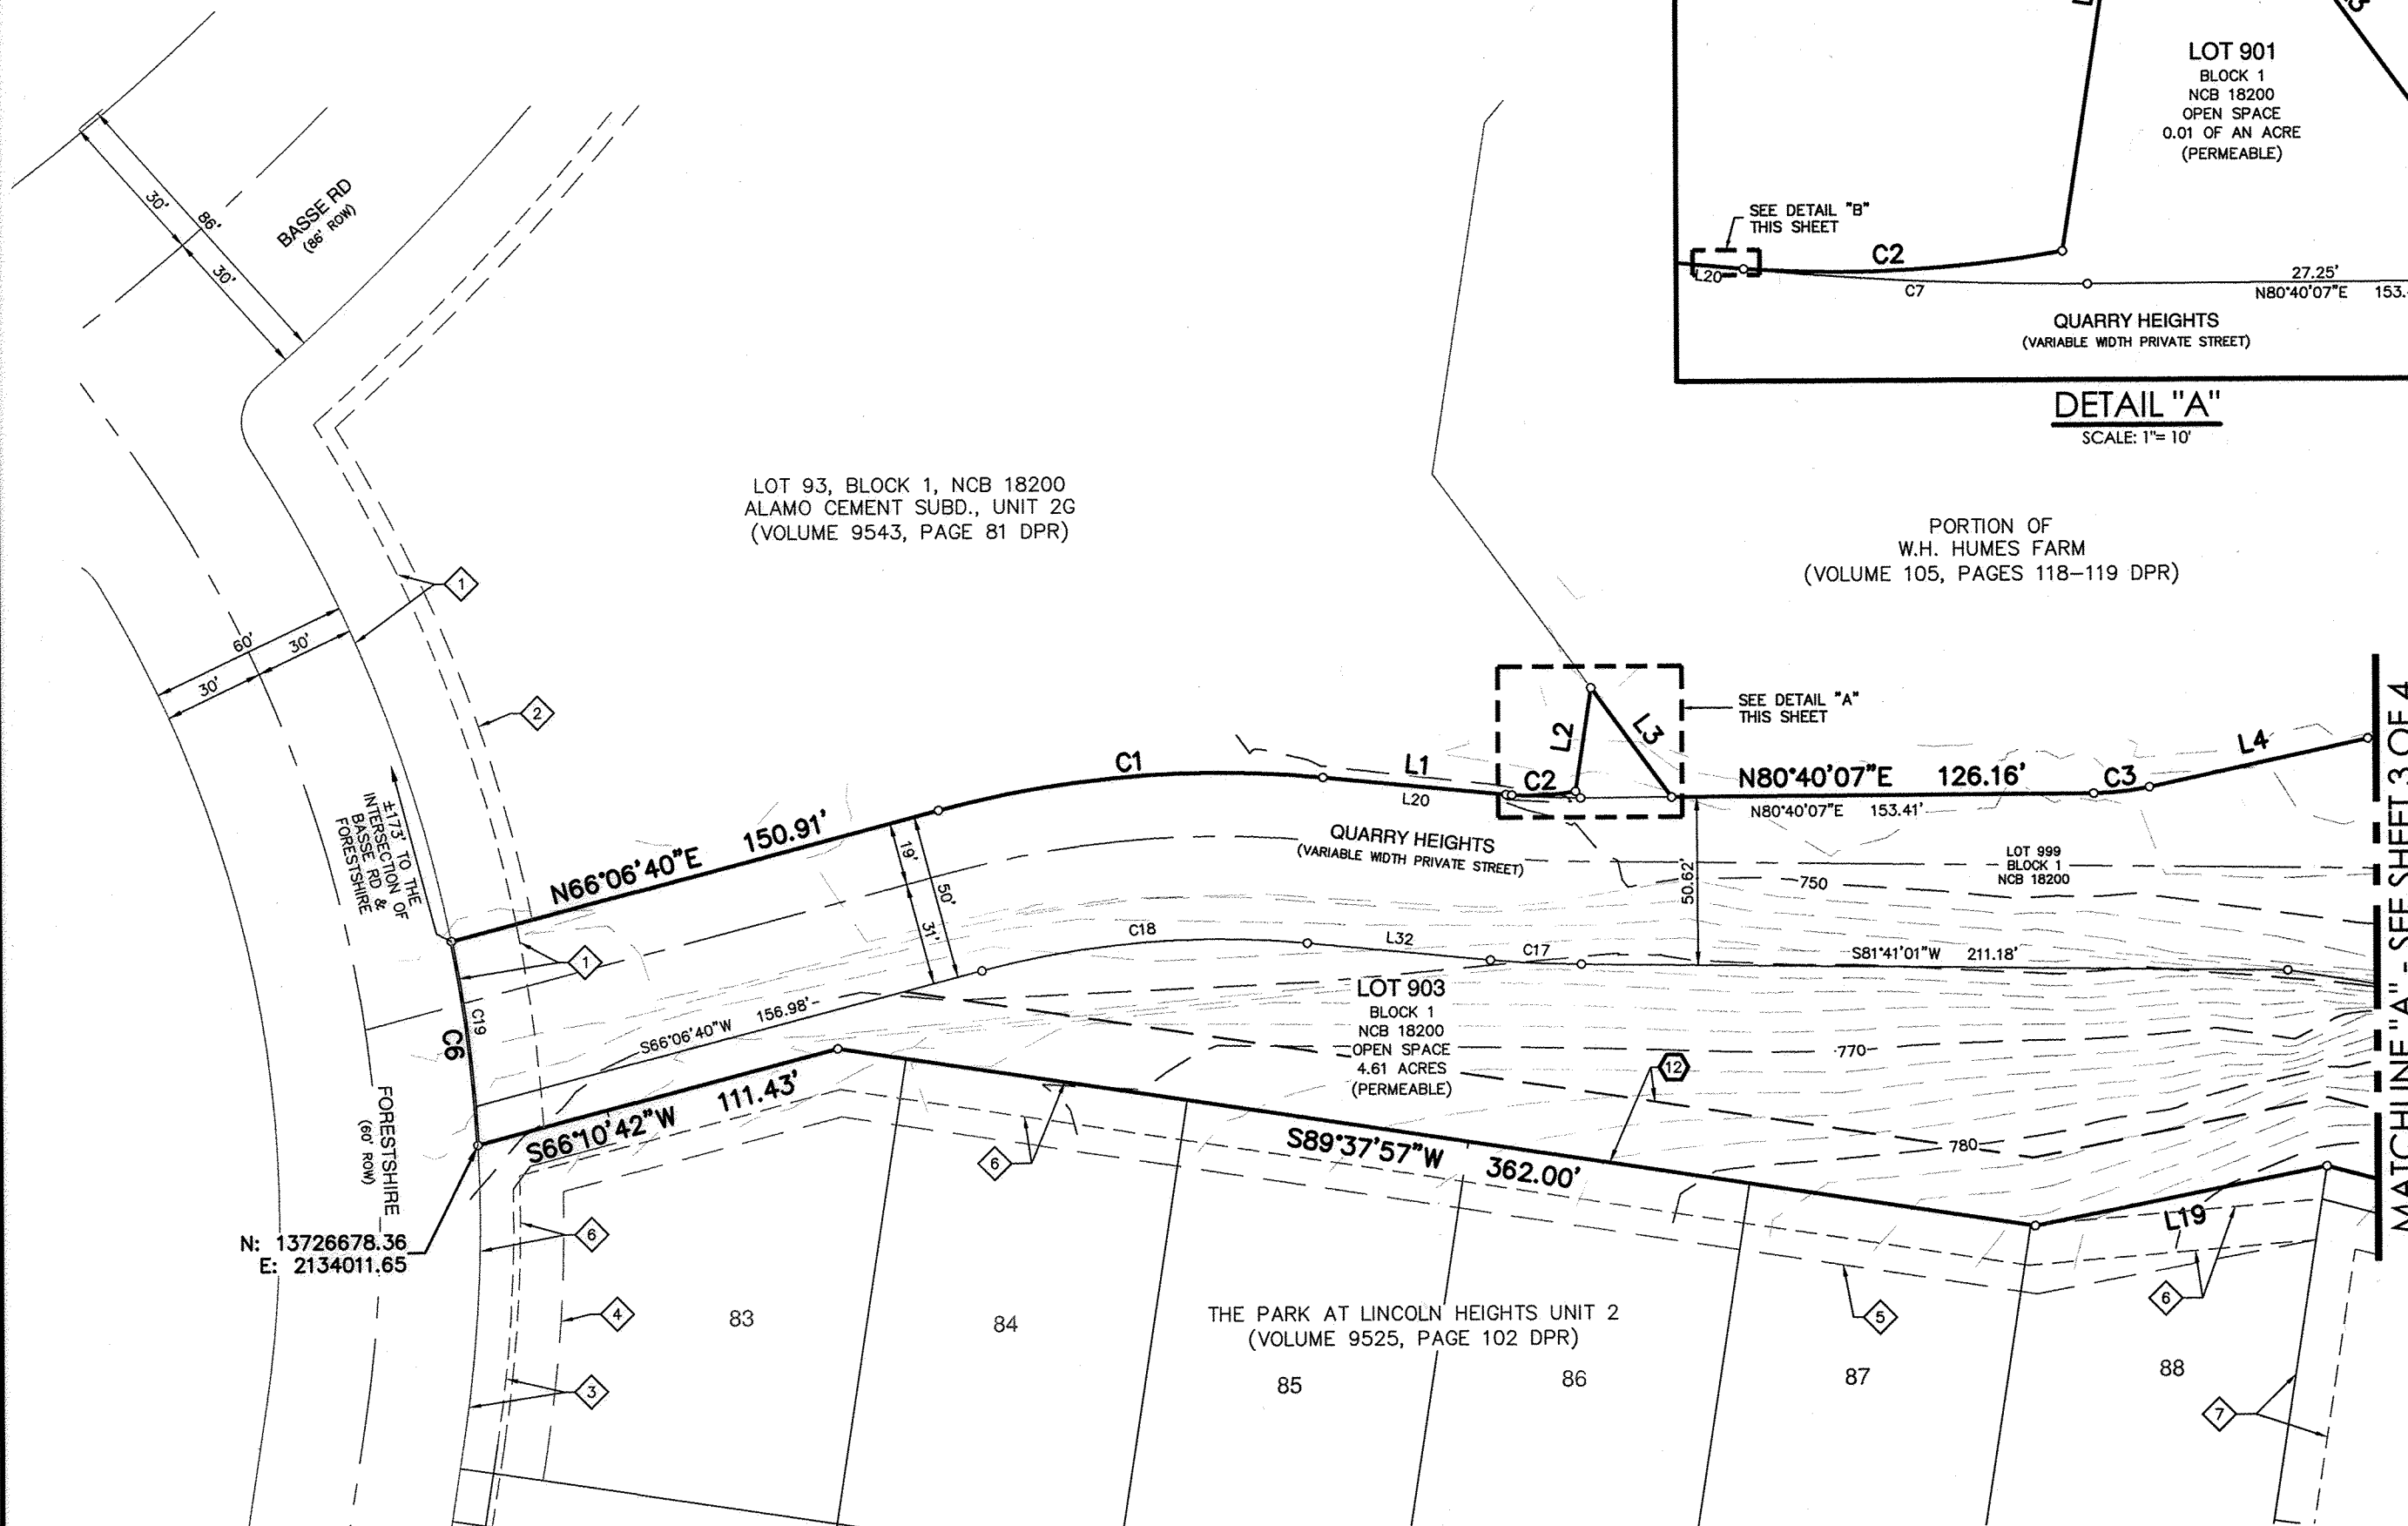 LOT 901
BLOCK 1
NCB 18200
OPEN SPACE
0.01 OF AN ACRE
(PERMEABLE)
SEE DETAIL "B"
THIS SHEET
L20
C2
C7
27.25'
N80°40'07"E
QUARRY HEIGHTS
(VARIABLE WIDTH PRIVATE STREET)
DETAIL "A"
SCALE: 1"= 10'
30'
86'
30'
BASSE RD
(86' ROW)
LOT 93, BLOCK 1, NCB 18200
ALAMO CEMENT SUBD., UNIT 2G
(VOLUME 9543, PAGE 81 DPR)
PORTION OF
W.H. HUMES FARM
(VOLUME 105, PAGES 118-119 DPR)
1
60'
30'
30'
2
SEE DETAIL "A"
THIS SHEET
C1
L1
L20
C2
L2
L3
N80°40'07"E 126.16'
N80°40'07"E 153.41'
C3
L4
±173' TO THE
INTERSECTION OF
BASSE RD &
FORESTSHIRE
N66°06'40"E 150.91'
19'
50'
31'
QUARRY HEIGHTS
(VARIABLE WIDTH PRIVATE STREET)
50.62'
LOT 999
BLOCK 1
NCB 18200
750
1
C19
C6
C18
L32
C17
S81°41'01"W 211.18'
S66°06'40"W 156.98'
LOT 903
BLOCK 1
NCB 18200
OPEN SPACE
4.61 ACRES
(PERMEABLE)
770
12
780
S66°10'42"W 111.43'
S89°37'57"W 362.00'
6
L19
FORESTSHIRE
(60' ROW)
N: 13726678.36
E: 2134011.65
6
4
3
83
84
THE PARK AT LINCOLN HEIGHTS UNIT 2
(VOLUME 9525, PAGE 102 DPR)
85
86
87
88
5
6
7
MATCHLINE "A" - SEE SHEET 3 OF 4